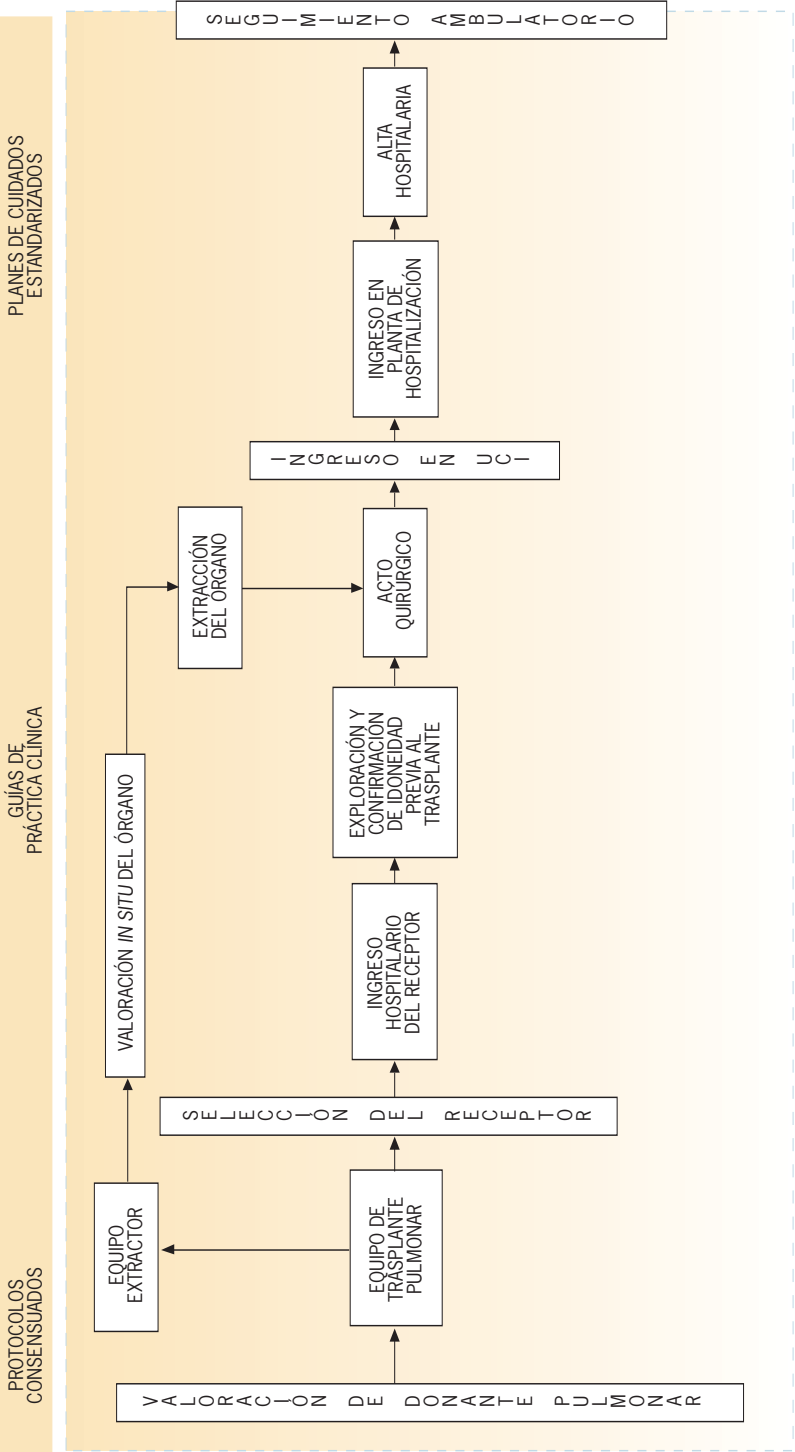 PROTOCOLOS
CONSENSUADOS
GUÍAS DE
PRÁCTICA CLÍNICA
PLANES DE CUIDADOS
ESTANDARIZADOS
VALORACIÓN DE DONANTE PULMONAR
EQUIPO
EXTRACTOR
EQUIPO DE
TRASPLANTE
PULMONAR
SELECCIÓN DEL RECEPTOR
VALORACIÓN IN SITU DEL ÓRGANO
INGRESO
HOSPITALARIO
DEL RECEPTOR
EXPLORACIÓN Y
CONFIRMACIÓN
DE IDONEIDAD
PREVIA AL
TRASPLANTE
EXTRACCIÓN
DEL ÓRGANO
ACTO
QUIRÚRGICO
INGRESO EN UCI
INGRESO EN
PLANTA DE
HOSPITALIZACIÓN
ALTA
HOSPITALARIA
SEGUIMIENTO AMBULATORIO